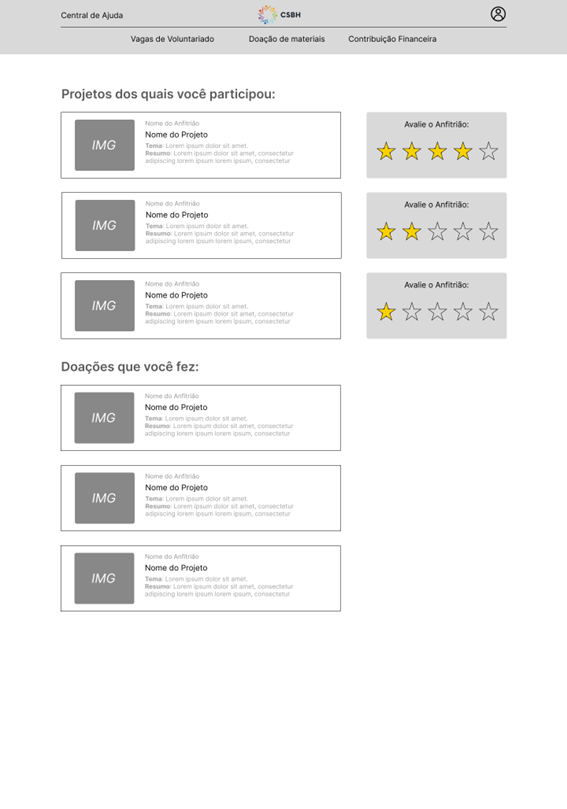 Central de Ajuda
CSBH
Vagas de Voluntariado Doação de materiais Contribuição Financeira
Projetos dos quais você participou:
IMG
Nome do Anfitrião
Nome do Projeto
Tema: Lorem ipsum dolor sit amet.
Resumo: Lorem ipsum dolor sit amet, consectetur
adipiscing lorem ipsum lorem ipsum, consectetur
Avalie o Anfitrião:
IMG
Nome do Anfitrião
Nome do Projeto
Tema: Lorem ipsum dolor sit amet.
Resumo: Lorem ipsum dolor sit amet, consectetur
adipiscing lorem ipsum lorem ipsum, consectetur
Avalie o Anfitrião:
IMG
Nome do Anfitrião
Nome do Projeto
Tema: Lorem ipsum dolor sit amet.
Resumo: Lorem ipsum dolor sit amet, consectetur
adipiscing lorem ipsum lorem ipsum, consectetur
Avalie o Anfitrião:
Doações que você fez:
IMG
Nome do Anfitrião
Nome do Projeto
Tema: Lorem ipsum dolor sit amet.
Resumo: Lorem ipsum dolor sit amet, consectetur
adipiscing lorem ipsum lorem ipsum, consectetur
IMG
Nome do Anfitrião
Nome do Projeto
Tema: Lorem ipsum dolor sit amet.
Resumo: Lorem ipsum dolor sit amet, consectetur
adipiscing lorem ipsum lorem ipsum, consectetur
IMG
Nome do Anfitrião
Nome do Projeto
Tema: Lorem ipsum dolor sit amet.
Resumo: Lorem ipsum dolor sit amet, consectetur
adipiscing lorem ipsum lorem ipsum, consectetur